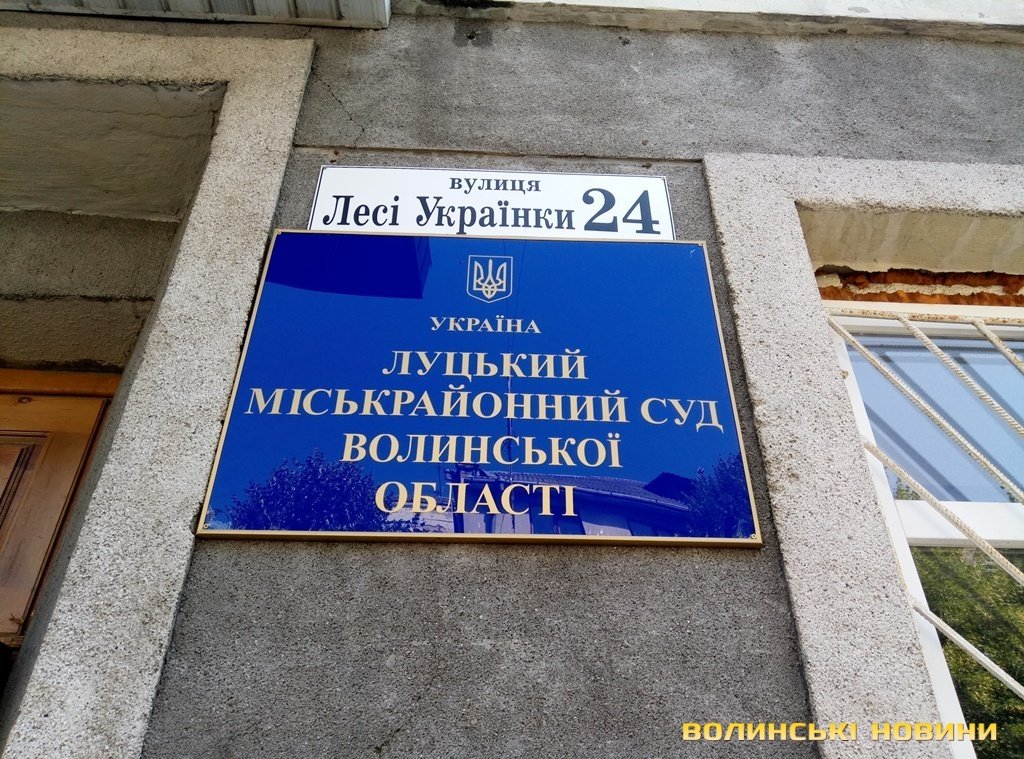 вулиця
Лесі Українки 24
УКРАЇНА
ЛУЦЬКИЙ
МІСЬКРАЙОННИЙ СУД
ВОЛИНСЬКОЇ
ОБЛАСТІ
ВОЛИНСЬКІ НОВИНИ